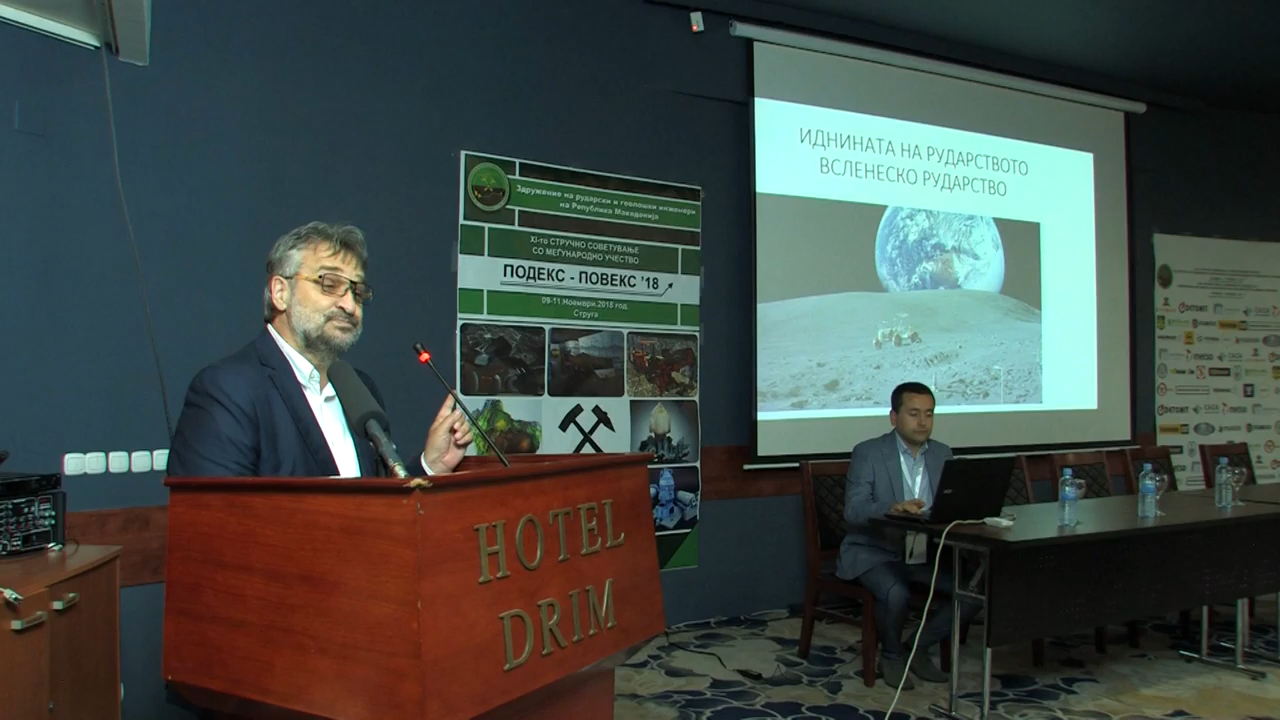 ИДНИНАТА НА РУДАРСТВОТО
ВСЛЕНЕСКО РУДАРСТВО
Здружение на рударски и геолошки инженери
на Република Македонија
XI-то СТРУЧНО СОВЕТУВАЊЕ
СО МЕЃУНАРОДНО УЧЕСТВО
ПОДЕКС - ПОВЕКС '18
09-11.Ноември.2018 год.
Струга
HOTEL
DRIM